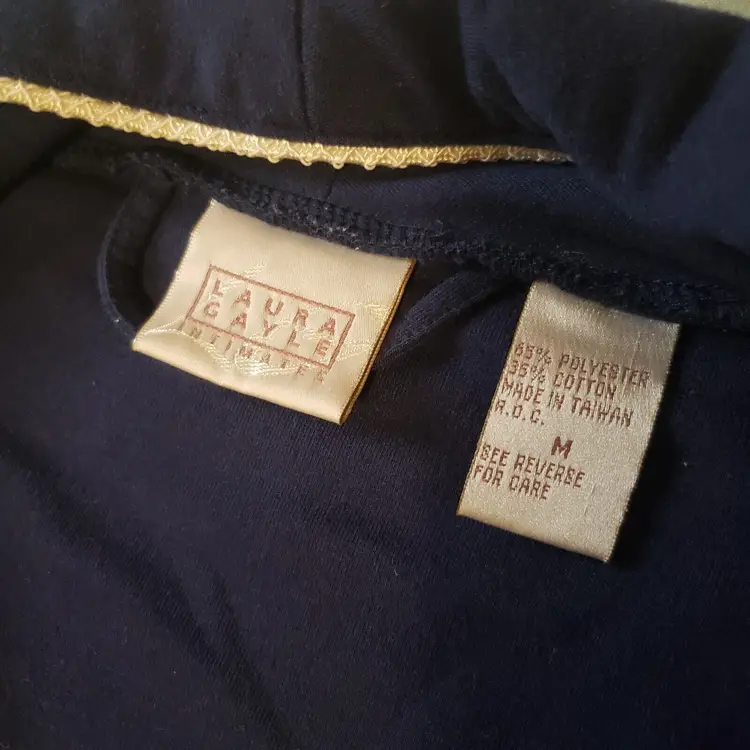 LAURA
GAYLE
INTIMATES
65% POLYESTER
35% COTTON
MADE IN TAIWAN
R.O.C.
M
SEE REVERSE
FOR CARE